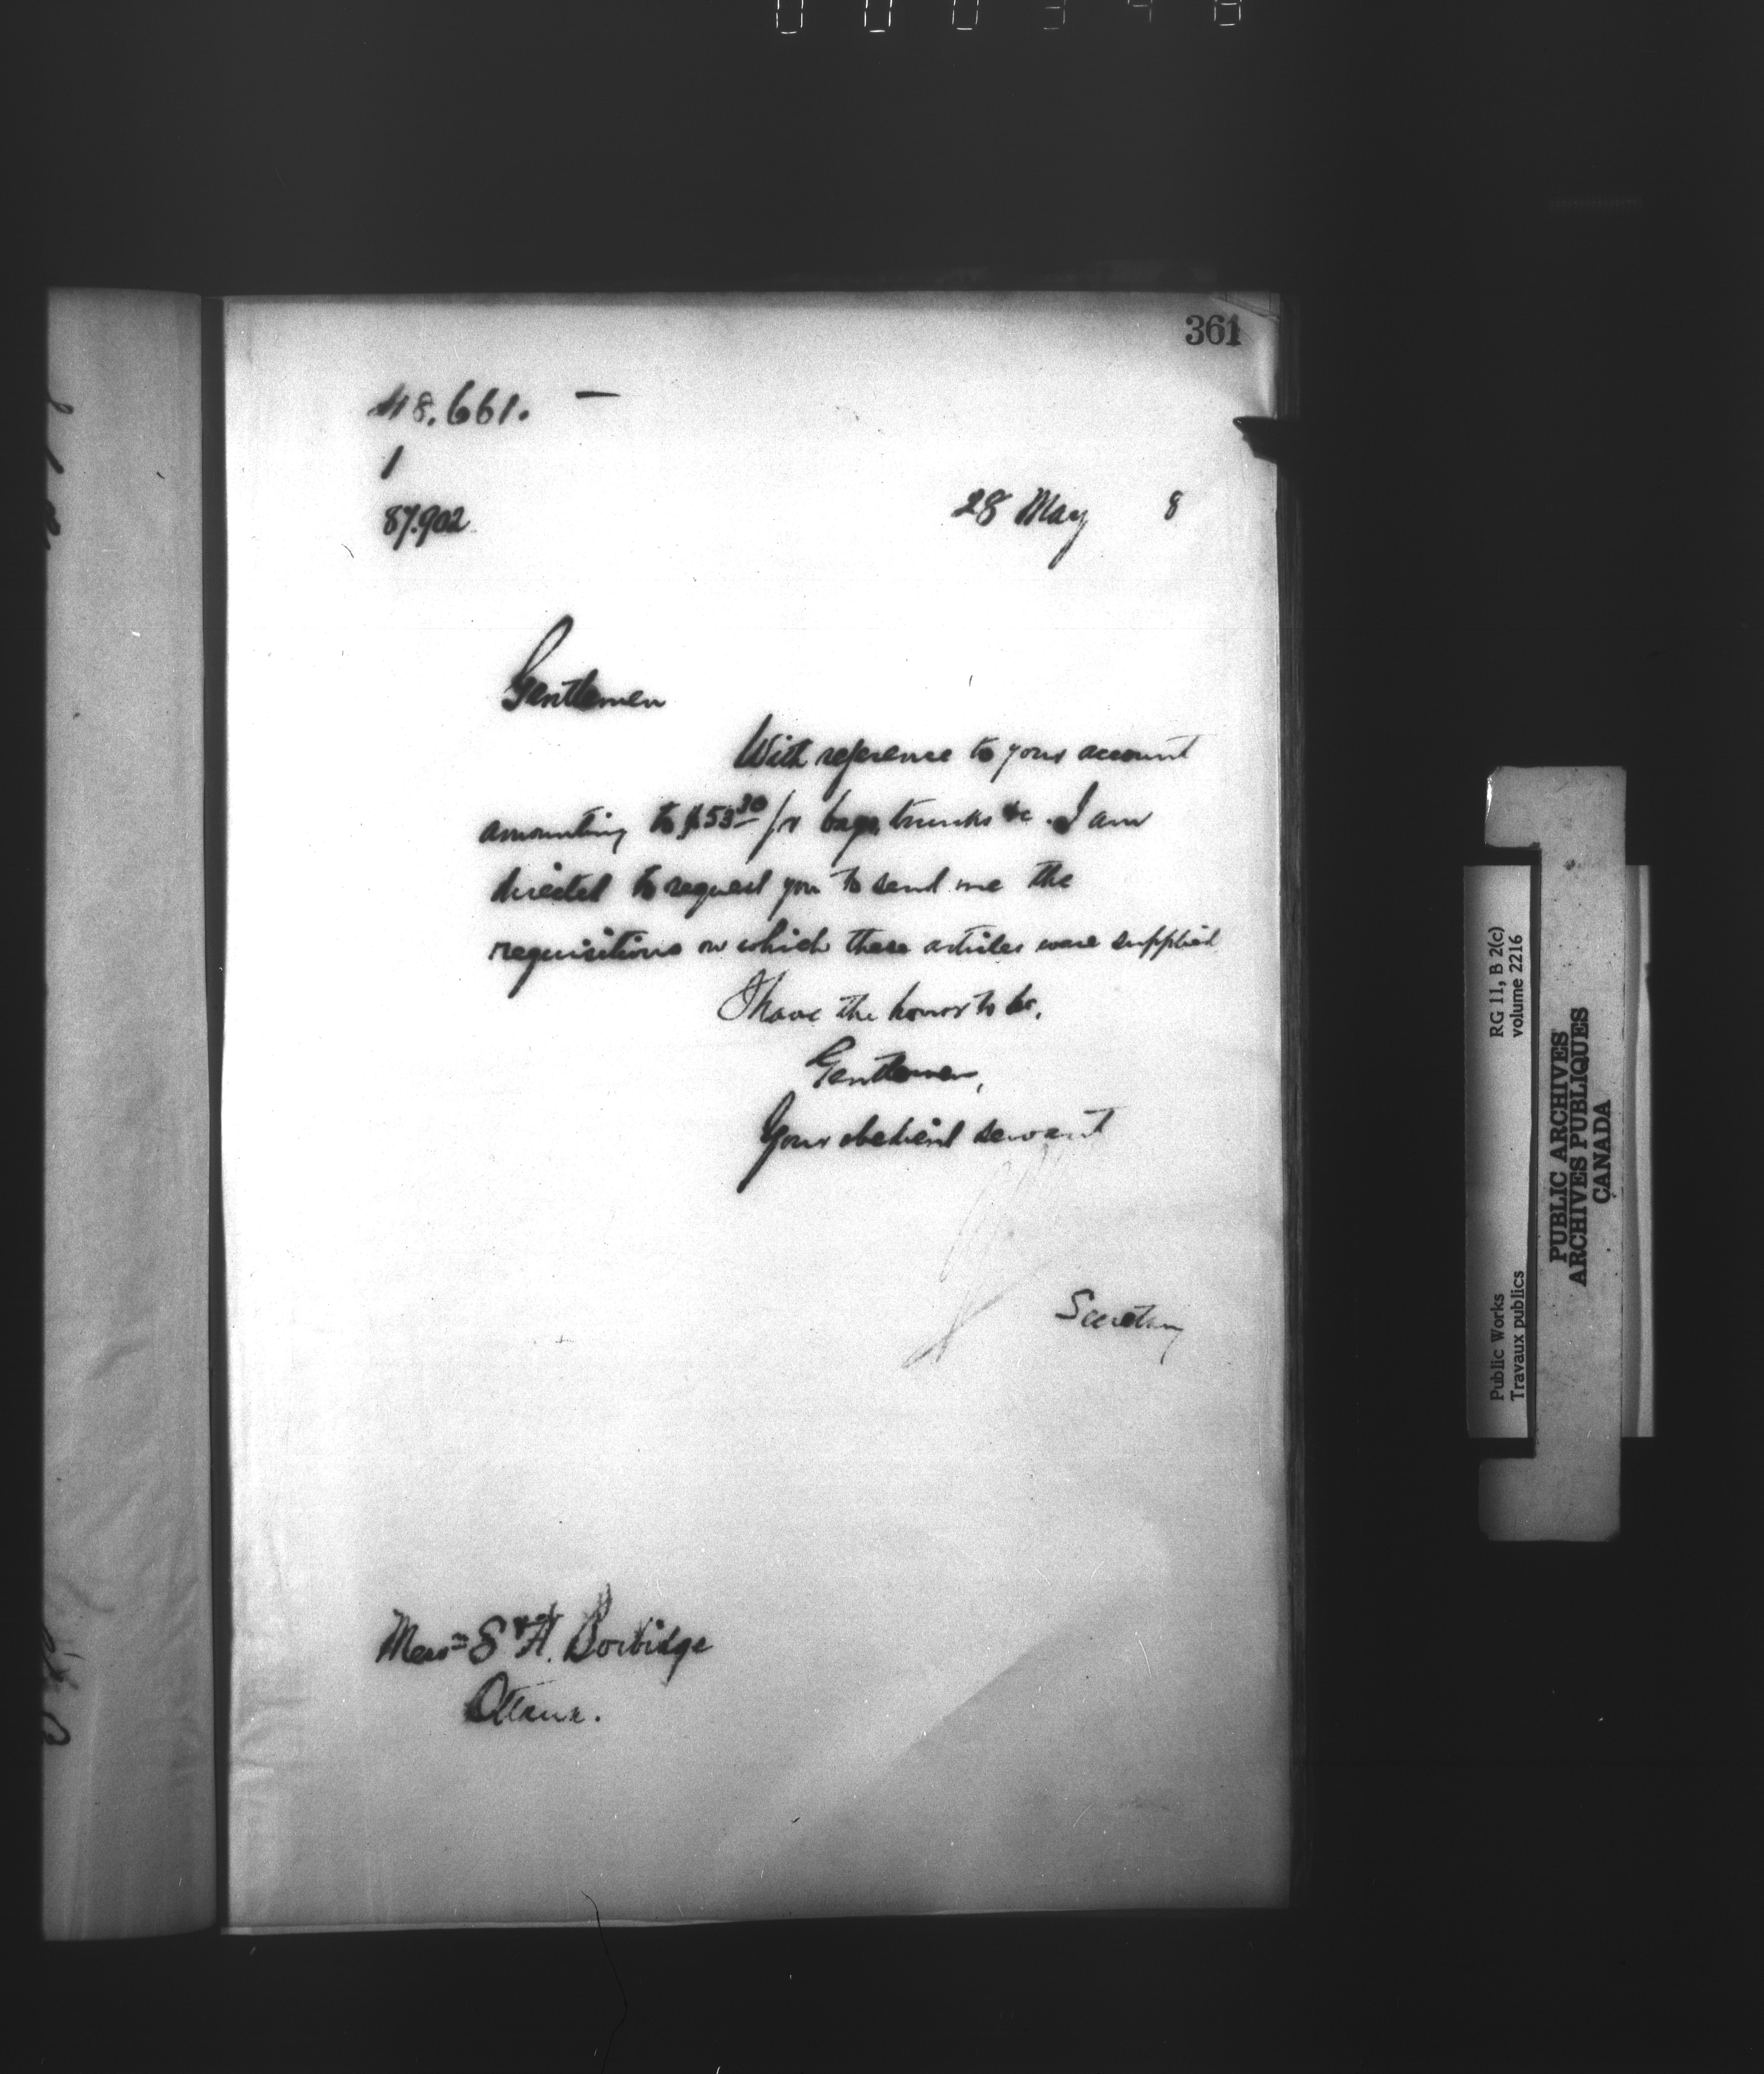 000348
361
48,661. —
1
87,902
28 May 8
Gentlemen
With reference to your account
amounting to $53 30 for bags, trunks &c. I am
directed to request you to send me the
requisitions on which these articles were supplied
I have the honor to be,
Gentlemen,
Your obedient servant
Secretary
Messrs S & H. Borbidge
Ottawa.
RG 11, B 2(c)
volume 2216
Public Works
Travaux publics
PUBLIC ARCHIVES
ARCHIVES PUBLIQUES
CANADA